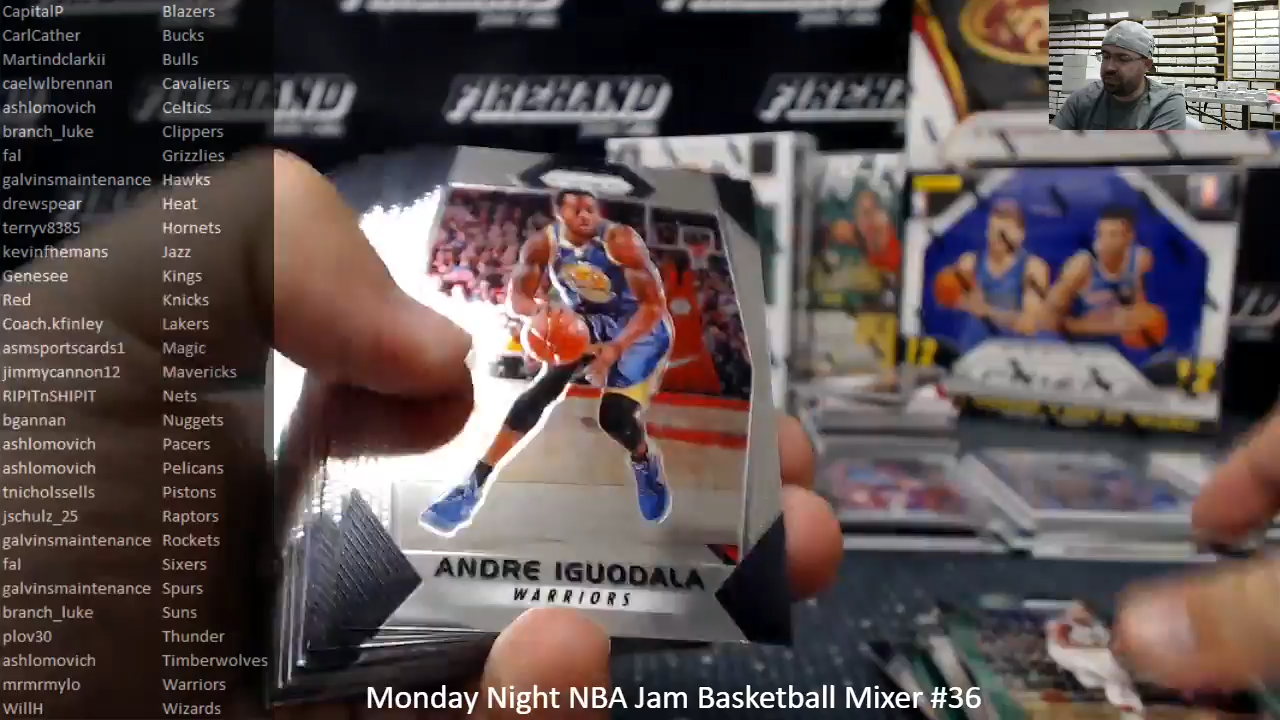 CapitalP Blazers
CarlCather Bucks
Martindclarkii Bulls
caelwlbrennan Cavaliers
ashlomovich Celtics
branch_luke Clippers
fal Grizzlies
galvinsmaintenance Hawks
drewspear Heat
terryv8385 Hornets
kevinfhemans Jazz
Genesee Kings
Red Knicks
Coach.kfinley Lakers
asmsportscards1 Magic
jimmycannon12 Mavericks
RIPITnSHIPIT Nets
bgannan Nuggets
ashlomovich Pacers
ashlomovich Pelicans
tnicholssells Pistons
jschulz_25 Raptors
galvinsmaintenance Rockets
fal Sixers
galvinsmaintenance Spurs
branch_luke Suns
plov30 Thunder
ashlomovich Timberwolves
mrmrmylo Warriors
WillH Wizards
FIREHAND
ANDRE IGUODALA
WARRIORS
12
Monday Night NBA Jam Basketball Mixer #36